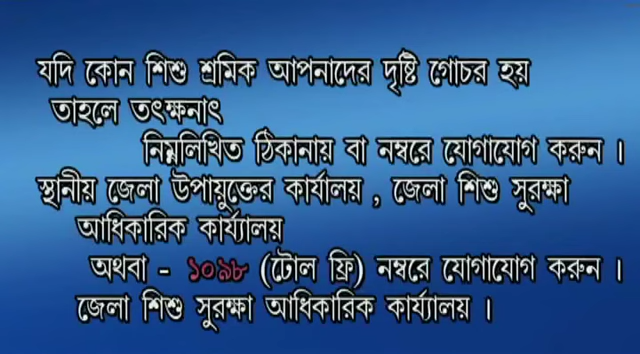 যদি কোন শিশু শ্রমিক আপনাদের দৃষ্টি গোচর হয়
তাহলে তৎক্ষনাৎ
নিম্নলিখিত ঠিকানায় বা নম্বরে যোগাযোগ করুন ।
স্থানীয় জেলা উপায়ুক্তের কার্যালয় , জেলা শিশু সুরক্ষা
আধিকারিক কার্য্যালয়
অথবা - ১০৯৮ (টোল ফ্রি) নম্বরে যোগাযোগ করুন ।
জেলা শিশু সুরক্ষা আধিকারিক কার্য্যালয় ।